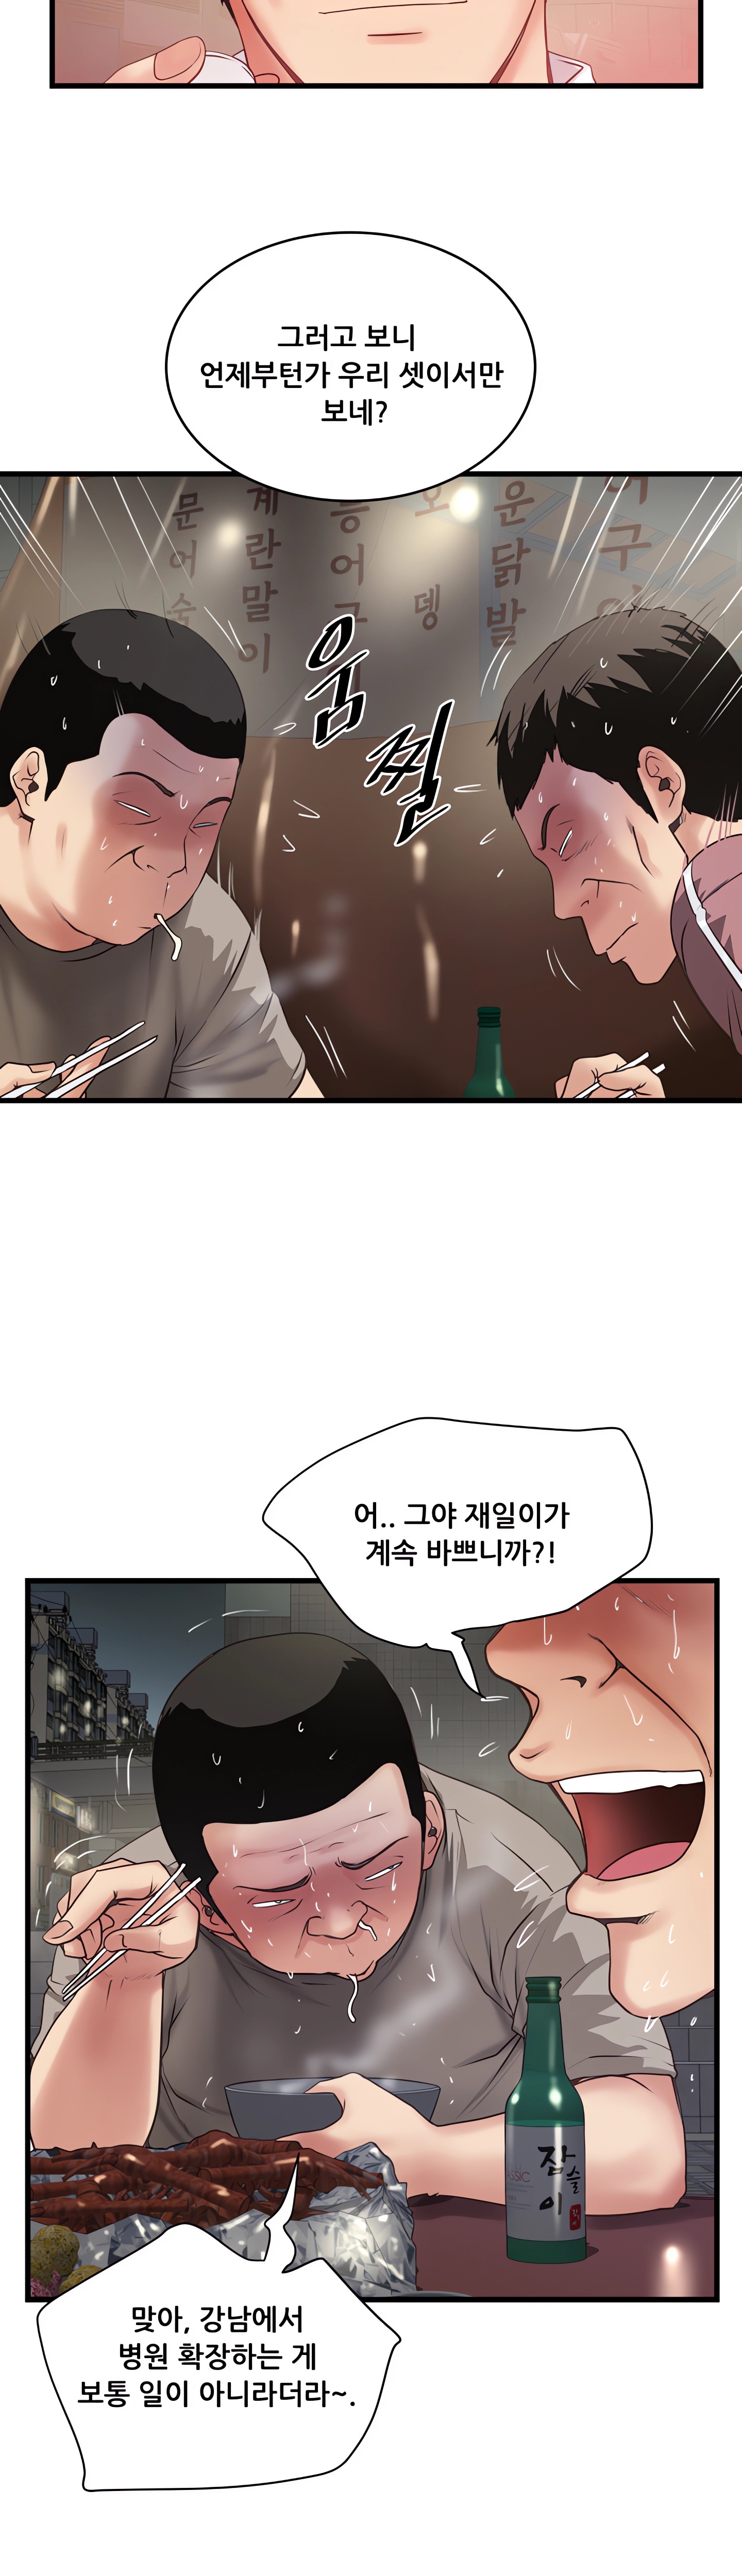 그러고 보니
언제부턴가 우리 셋이서만
보네?
문어숙
계란말이
등어구
오뎅
운닭발
구
움찔
어.. 그야 재일이가
계속 바쁘니까?!
잡슬이
맞아, 강남에서
병원 확장하는 게
보통 일이 아니라더라~.